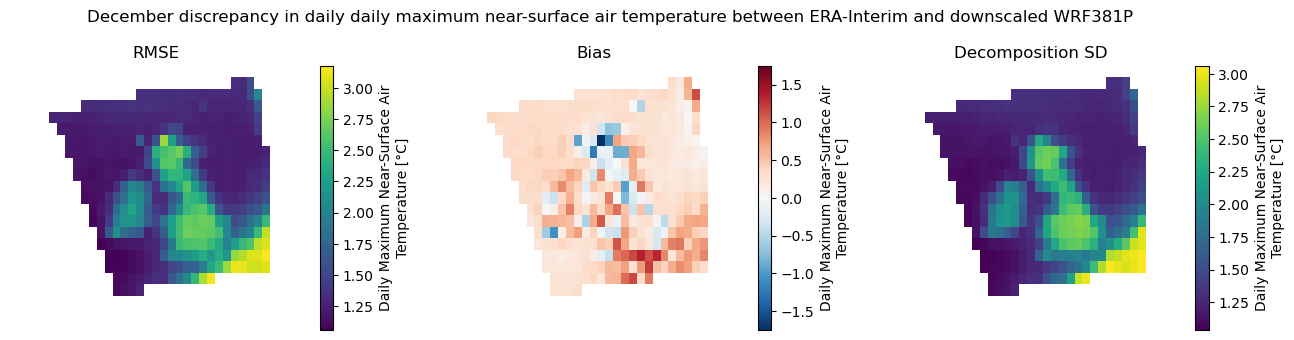 December discrepancy in daily daily maximum near-surface air temperature between ERA-Interim and downscaled WRF381P
RMSE
3.00
2.75
2.50
2.25
2.00
1.75
1.50
1.25
Daily Maximum Near-Surface Air
Temperature [°C]
Bias
1.5
1.0
0.5
0.0
−0.5
−1.0
−1.5
Daily Maximum Near-Surface Air
Temperature [°C]
Decomposition SD
3.00
2.75
2.50
2.25
2.00
1.75
1.50
1.25
Daily Maximum Near-Surface Air
Temperature [°C]